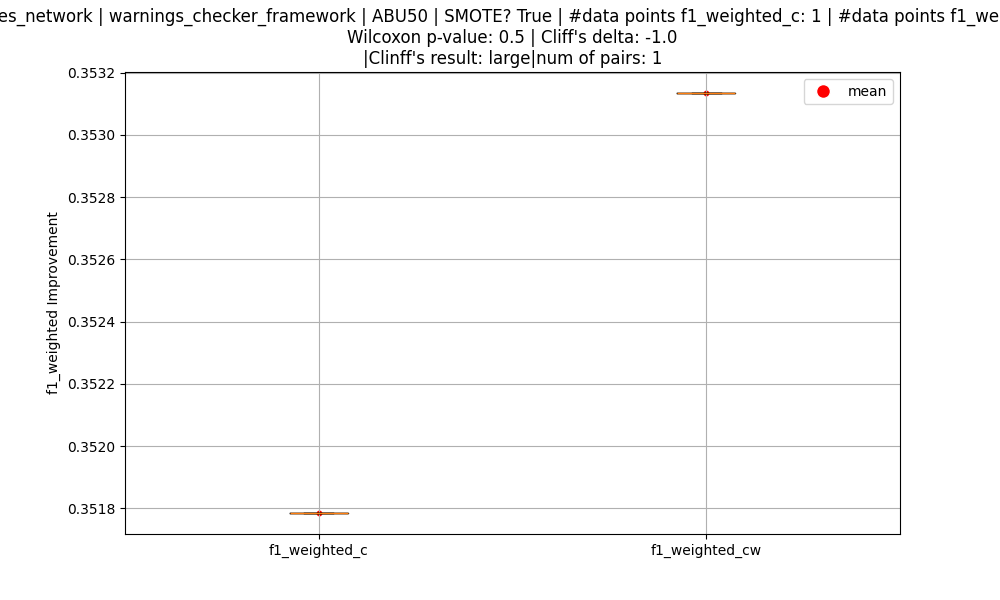 es_network | warnings_checker_framework | ABU50 | SMOTE? True | #data points f1_weighted_c: 1 | #data points f1_we
Wilcoxon p-value: 0.5 | Cliff's delta: -1.0
|Clinff's result: large|num of pairs: 1
0.3532
mean
0.3530
0.3528
0.3526
0.3524
0.3522
0.3520
0.3518
f1_weighted Improvement
f1_weighted_c
f1_weighted_cw